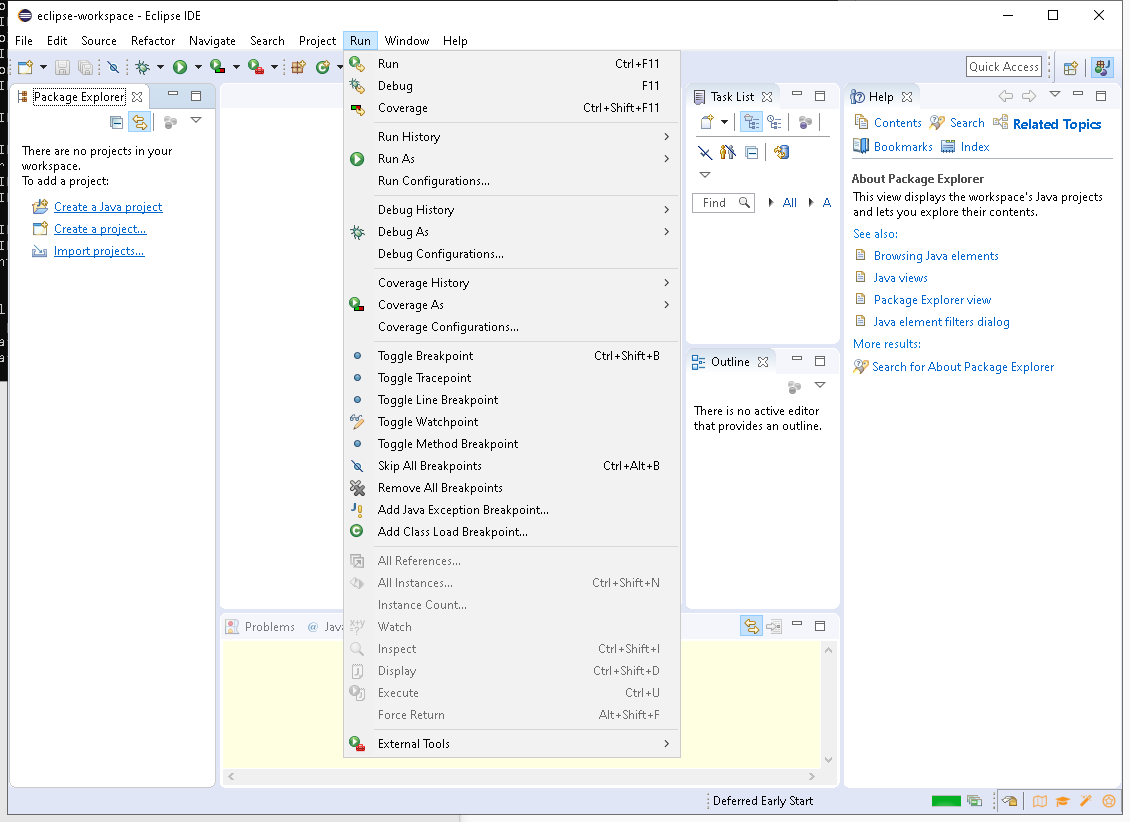 eclipse-workspace - Eclipse IDE
File Edit Source Refactor Navigate Search Project Run Window Help
Quick Access
Package Explorer
There are no projects in your
workspace.
To add a project:
Create a Java project
Create a project...
Import projects...
Run Ctrl+F11
Debug F11
Coverage Ctrl+Shift+F11
Run History
Run As
Run Configurations...
Debug History
Debug As
Debug Configurations...
Coverage History
Coverage As
Coverage Configurations...
Toggle Breakpoint Ctrl+Shift+B
Toggle Tracepoint
Toggle Line Breakpoint
Toggle Watchpoint
Toggle Method Breakpoint
Skip All Breakpoints Ctrl+Alt+B
Remove All Breakpoints
Add Java Exception Breakpoint...
Add Class Load Breakpoint...
All References...
All Instances... Ctrl+Shift+N
Instance Count...
Watch
Inspect Ctrl+Shift+I
Display Ctrl+Shift+D
Execute Ctrl+U
Force Return Alt+Shift+F
External Tools
Task List
Find All A
Outline
There is no active editor
that provides an outline.
Help
Contents Search Related Topics
Bookmarks Index
About Package Explorer
This view displays the workspace's Java projects
and lets you explore their contents.
See also:
Browsing Java elements
Java views
Package Explorer view
Java element filters dialog
More results:
Search for About Package Explorer
Problems @ Java
Deferred Early Start